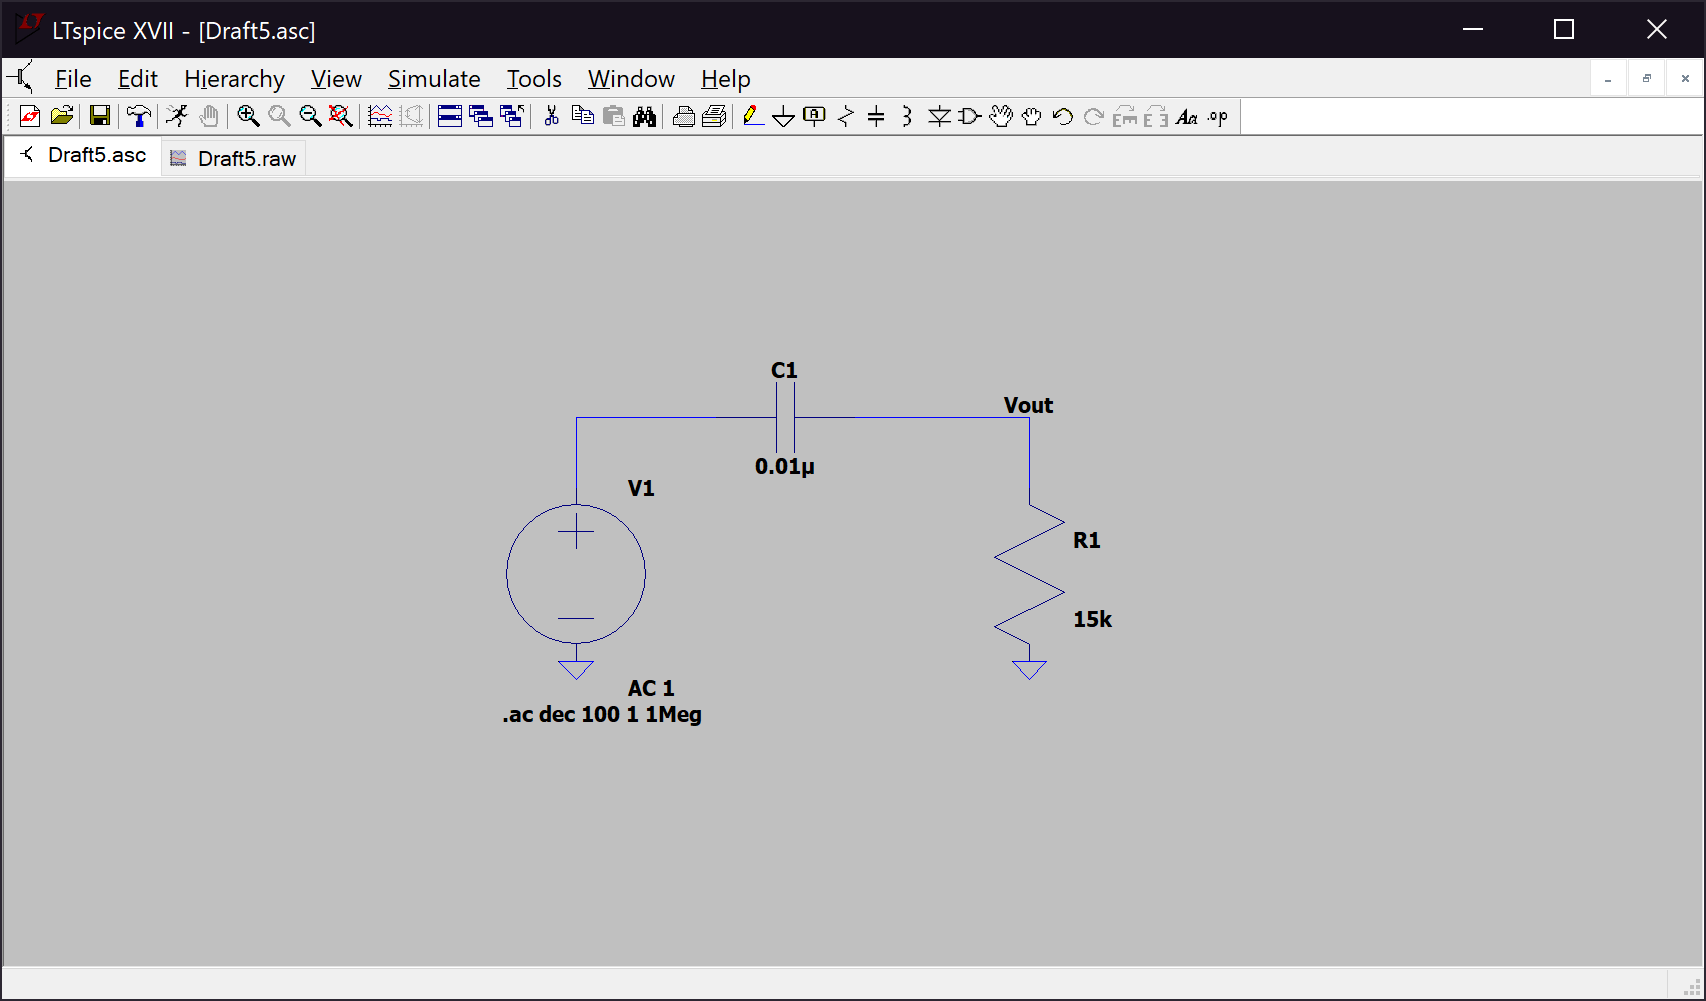 LTspice XVII - [Draft5.asc]
File Edit Hierarchy View Simulate Tools Window Help
Aa .op
Draft5.asc Draft5.raw
C1
Vout
0.01µ
V1
R1
15k
AC 1
.ac dec 100 1 1Meg